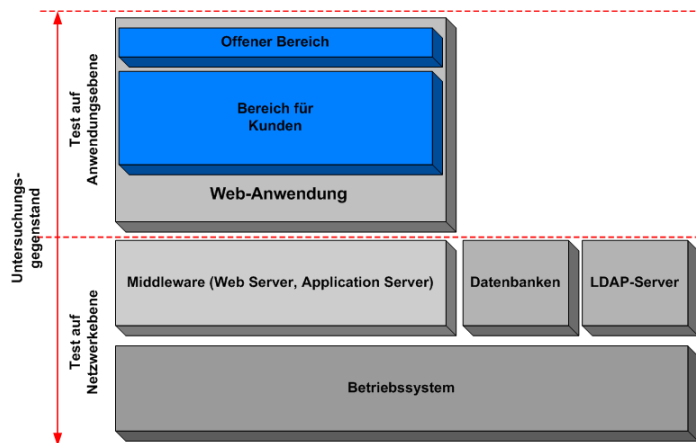 Untersuchungs-
gegenstand
Test auf
Anwendungsebene
Offener Bereich
Bereich für
Kunden
Web-Anwendung
Test auf
Netzwerkebene
Middleware (Web Server, Application Server)
Datenbanken
LDAP-Server
Betriebssystem